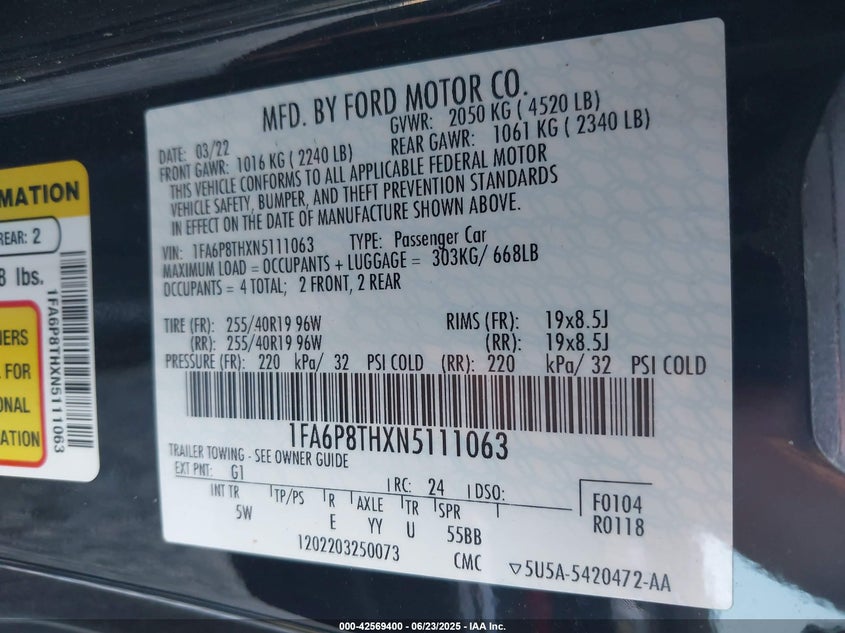 MATION
REAR: 2
8 lbs.
NERS
FOR
ONAL
ATION
1FA6P8THXN5111063
MFD. BY FORD MOTOR CO.
DATE: 03/22 GVWR: 2050 KG ( 4520 LB)
FRONT GAWR: 1016 KG ( 2240 LB) REAR GAWR: 1061 KG ( 2340 LB)
THIS VEHICLE CONFORMS TO ALL APPLICABLE FEDERAL MOTOR
VEHICLE SAFETY, BUMPER, AND THEFT PREVENTION STANDARDS
IN EFFECT ON THE DATE OF MANUFACTURE SHOWN ABOVE.
VIN: 1FA6P8THXN5111063 TYPE: Passenger Car
MAXIMUM LOAD = OCCUPANTS + LUGGAGE = 303KG/ 668LB
OCCUPANTS = 4 TOTAL; 2 FRONT, 2 REAR
TIRE (FR): 255/40R19 96W RIMS (FR): 19x8.5J
(RR): 255/40R19 96W (RR): 19x8.5J
PRESSURE (FR): 220 kPa/ 32 PSI COLD (RR): 220 kPa/ 32 PSI COLD
1FA6P8THXN5111063
TRAILER TOWING - SEE OWNER GUIDE
EXT PNT: G1 RC: 24 DSO:
INT TR TP/PS R AXLE TR SPR F0104
5W E YY U 55BB R0118
1202203250073 CMC ▽5U5A-5420472-AA
000-42569400 - 06/23/2025 - IAA Inc.